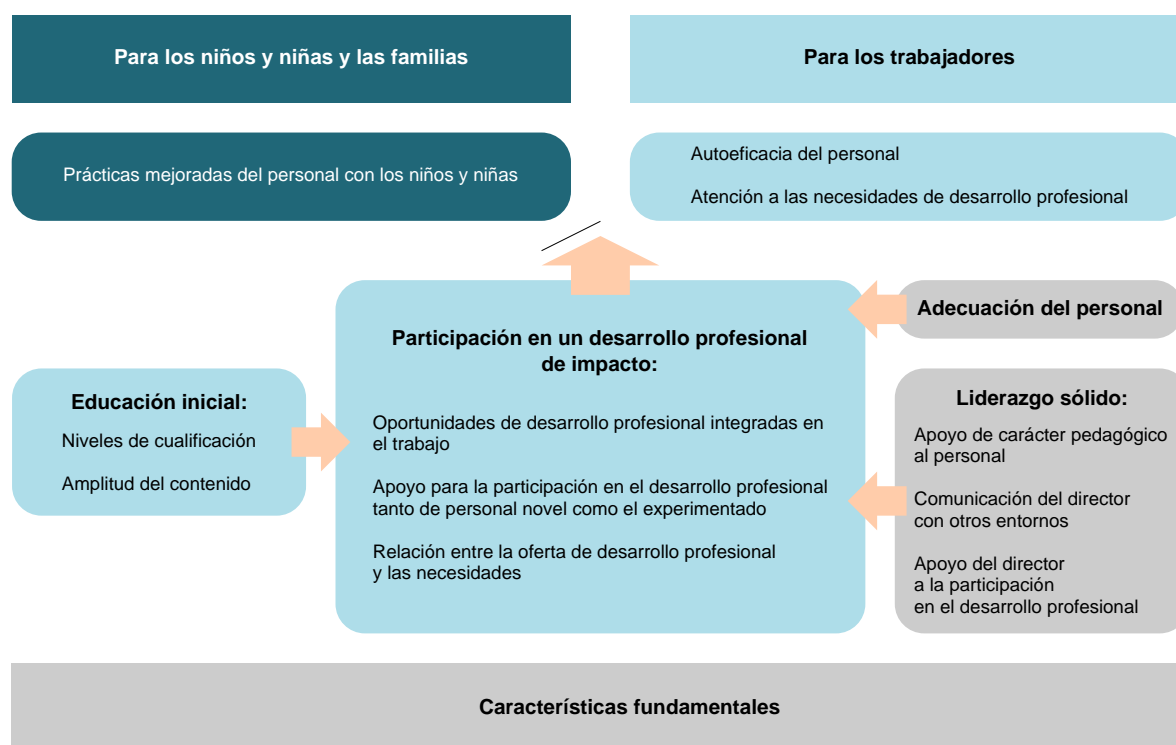 Para los niños y niñas y las familias
Para los trabajadores
Prácticas mejoradas del personal con los niños y niñas
Autoeficacia del personal
Atención a las necesidades de desarrollo profesional
Adecuación del personal
Participación en un desarrollo profesional
de impacto:
Oportunidades de desarrollo profesional integradas en
el trabajo
Apoyo para la participación en el desarrollo profesional
tanto de personal novel como el experimentado
Relación entre la oferta de desarrollo profesional
y las necesidades
Educación inicial:
Niveles de cualificación
Amplitud del contenido
Liderazgo sólido:
Apoyo de carácter pedagógico
al personal
Comunicación del director
con otros entornos
Apoyo del director
a la participación
en el desarrollo profesional
Características fundamentales